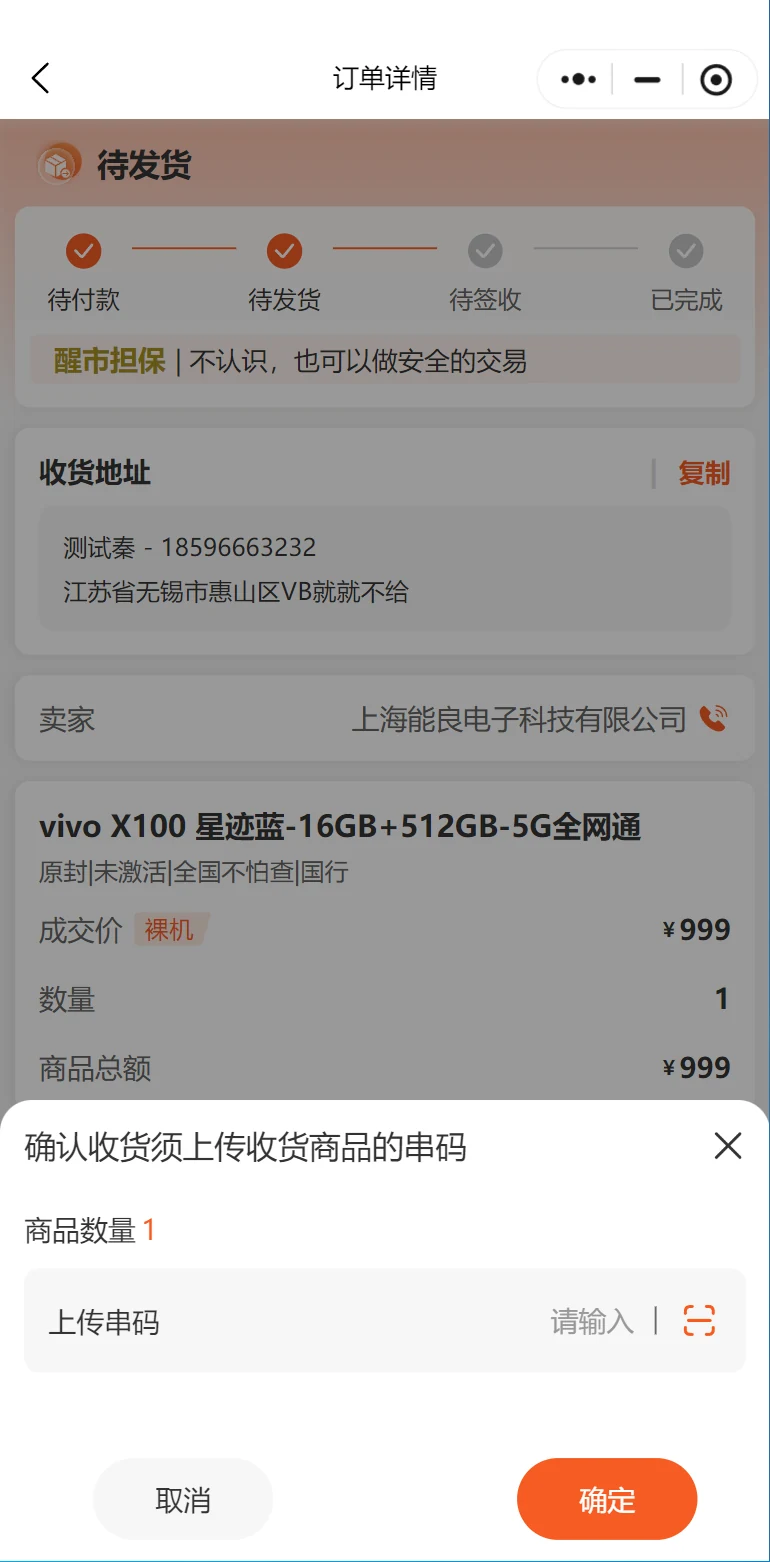 订单详情
待发货
待付款 待发货 待签收 已完成
醒市担保 | 不认识，也可以做安全的交易
收货地址 | 复制
测试秦 - 18596663232
江苏省无锡市惠山区VB就就不给
卖家 上海能良电子科技有限公司
vivo X100 星迹蓝-16GB+512GB-5G全网通
原封|未激活|全国不怕查|国行
成交价 裸机 ¥999
数量 1
商品总额 ¥999
确认收货须上传收货商品的串码
商品数量 1
上传串码 请输入 |
取消 确定